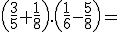 (3/5 + 1/8).(1/6 − 5/8) =